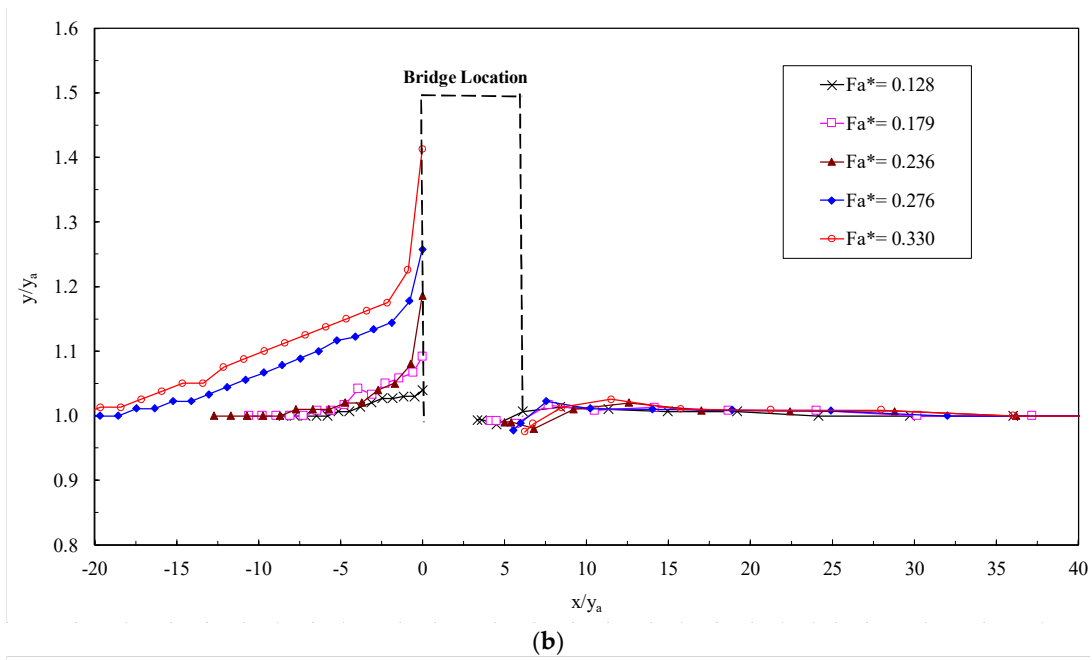 1.6
1.5
1.4
1.3
1.2
1.1
1.0
0.9
0.8
y/yₐ
Bridge Location
Fa*= 0.128
Fa*= 0.179
Fa*= 0.236
Fa*= 0.276
Fa*= 0.330
-20 -15 -10 -5 0 5 10 15 20 25 30 35 40
x/yₐ
(b)